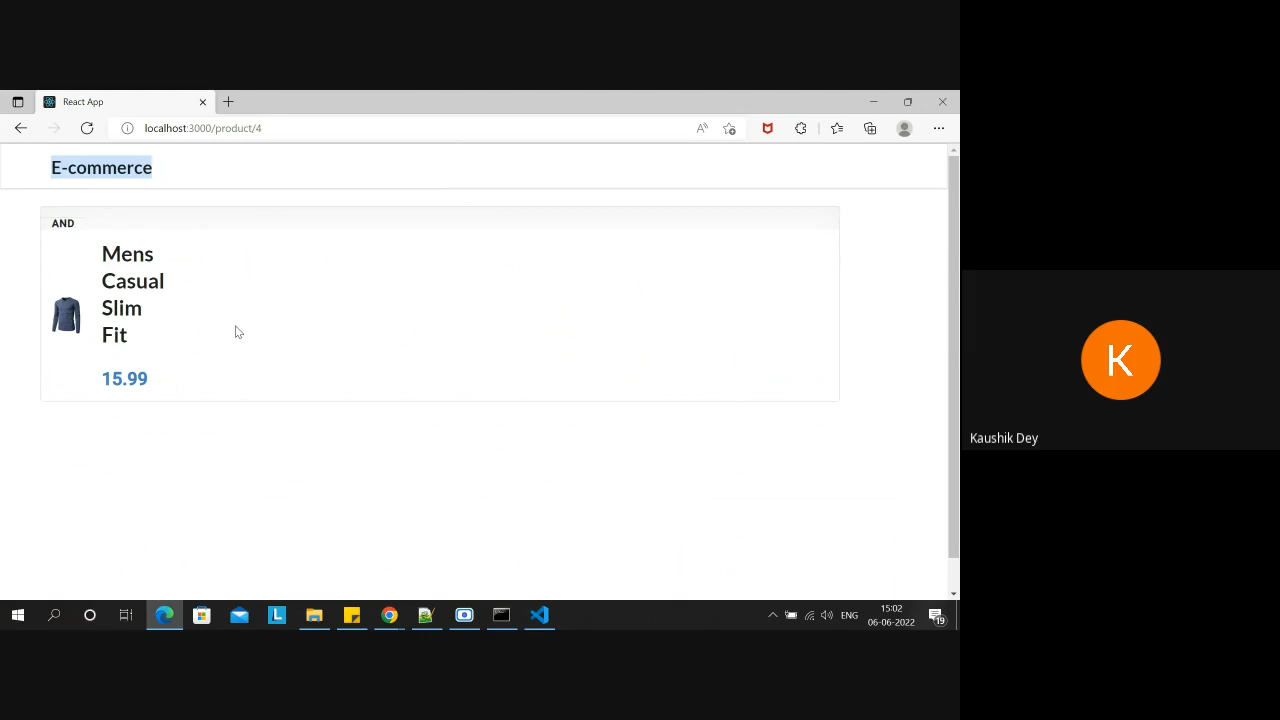 React App
localhost:3000/product/4
E-commerce
AND
Mens
Casual
Slim
Fit
15.99
K
Kaushik Dey
L
ENG
15:02
06-06-2022
19